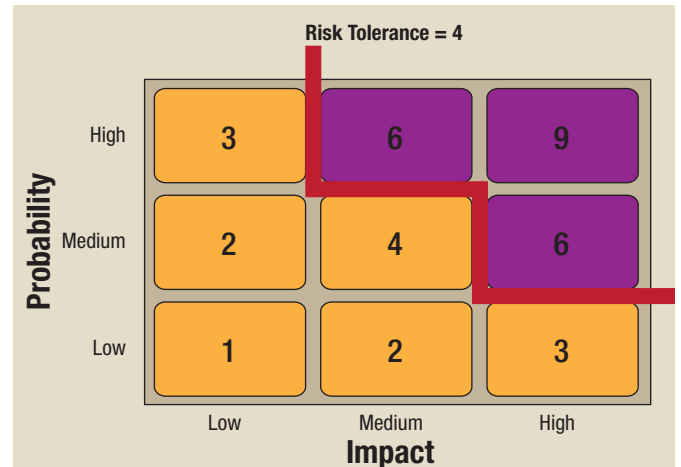 Risk Tolerance = 4
High 3 6 9
Probability
Medium 2 4 6
Low 1 2 3
Low Medium High
Impact